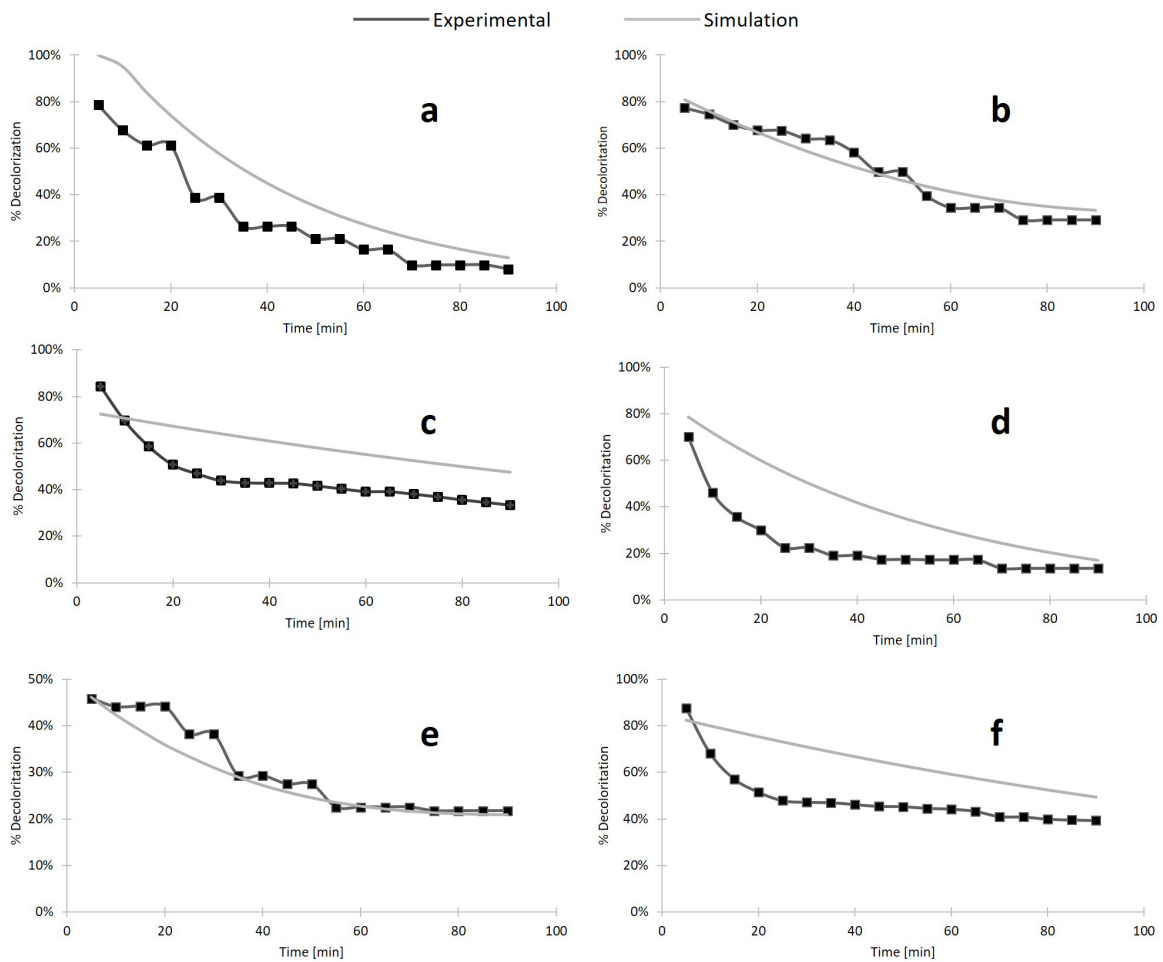 Experimental Simulation
100%
80%
60%
40%
20%
0%
0 20 40 60 80 100
% Decolorization
Time [min]
a
100%
80%
60%
40%
20%
0%
0 20 40 60 80 100
% Decoloritation
Time [min]
b
100%
80%
60%
40%
20%
0%
0 20 40 60 80 100
% Decoloritation
Time [min]
c
100%
80%
60%
40%
20%
0%
0 20 40 60 80 100
% Decoloritation
Time [min]
d
50%
40%
30%
20%
10%
0%
0 20 40 60 80 100
% Decoloritation
Time [min]
e
100%
80%
60%
40%
20%
0%
0 20 40 60 80 100
% Decoloritation
Time [min]
f